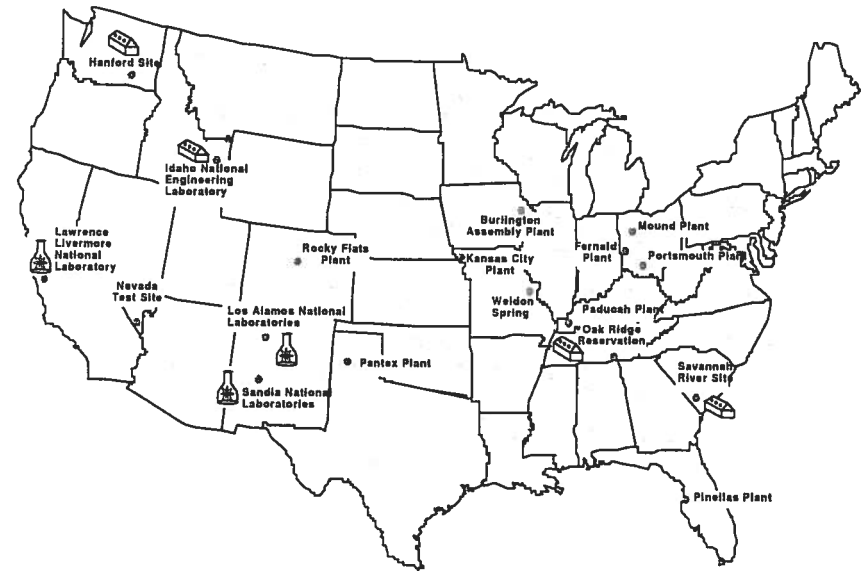 Hanford Site
Idaho National
Engineering
Laboratory
Lawrence
Livermore
National
Laboratory
Nevada
Test Site
Rocky Flats
Plant
Los Alamos National
Laboratories
Sandia National
Laboratories
Pantex Plant
Burlington
Assembly Plant
Kansas City
Plant
Weldon
Spring
Mound Plant
Fernald
Plant
Portsmouth Plant
Paducah Plant
Oak Ridge
Reservation
Savannah
River Site
Pinellas Plant